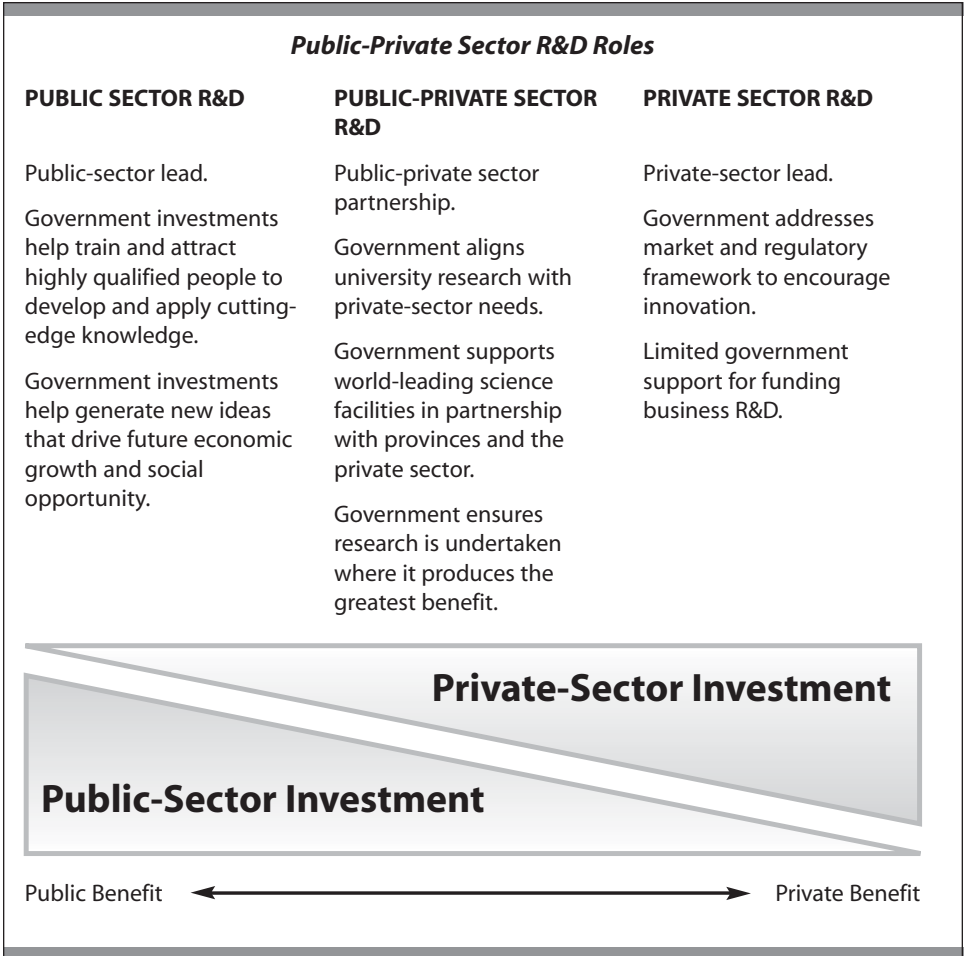 Public-Private Sector R&D Roles
PUBLIC SECTOR R&D
Public-sector lead.
Government investments
help train and attract
highly qualified people to
develop and apply cutting-
edge knowledge.
Government investments
help generate new ideas
that drive future economic
growth and social
opportunity.
PUBLIC-PRIVATE SECTOR
R&D
Public-private sector
partnership.
Government aligns
university research with
private-sector needs.
Government supports
world-leading science
facilities in partnership
with provinces and the
private sector.
Government ensures
research is undertaken
where it produces the
greatest benefit.
PRIVATE SECTOR R&D
Private-sector lead.
Government addresses
market and regulatory
framework to encourage
innovation.
Limited government
support for funding
business R&D.
Private-Sector Investment
Public-Sector Investment
Public Benefit
Private Benefit